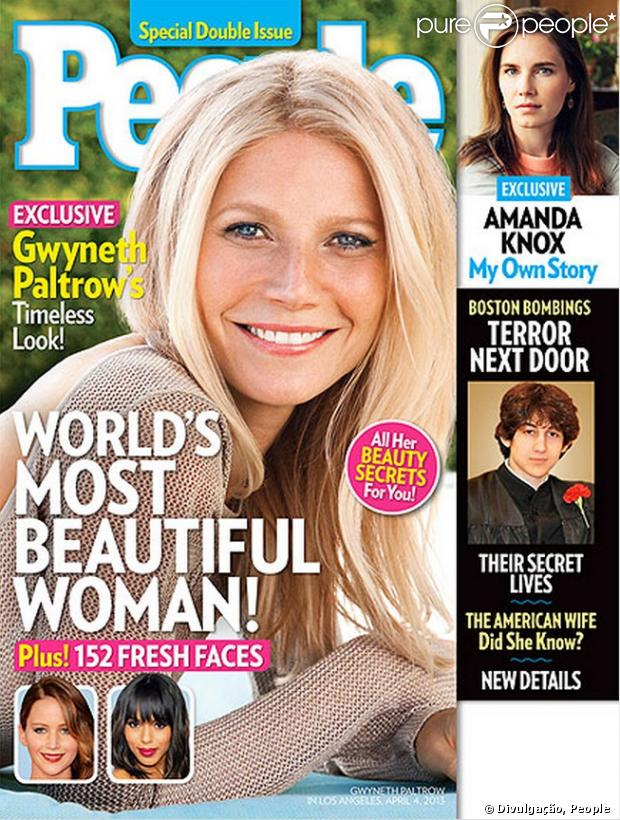 Special Double Issue
People
EXCLUSIVE
Gwyneth
Paltrow's
Timeless
Look!
WORLD'S
MOST
BEAUTIFUL
WOMAN!
All Her
BEAUTY
SECRETS
For You!
Plus! 152 FRESH FACES
GWYNETH PALTROW
IN LOS ANGELES, APRIL 4, 2013
purepeople
EXCLUSIVE
AMANDA
KNOX
My Own Story
BOSTON BOMBINGS
TERROR
NEXT DOOR
THEIR SECRET
LIVES
THE AMERICAN WIFE
Did She Know?
NEW DETAILS
© Divulgação, People